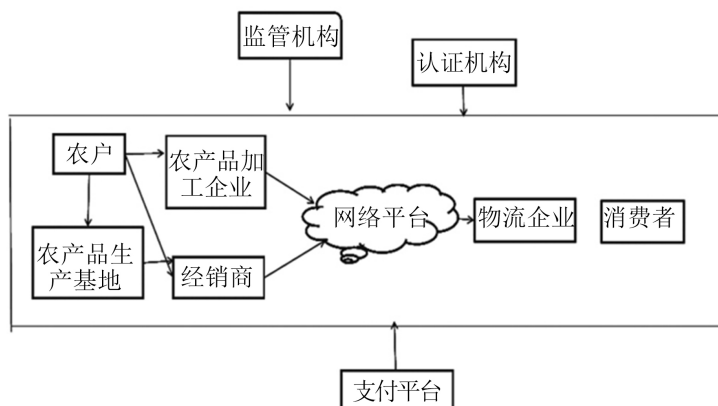 监管机构
认证机构
农户
农产品加
工企业
网络平台
物流企业
消费者
农产品生
产基地
经销商
支付平台